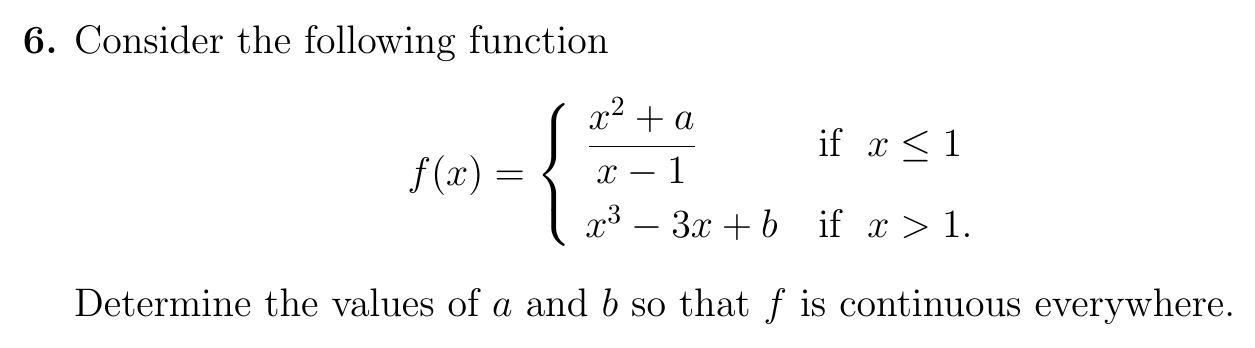 6. Consider the following function
f(x) = { (x² + a)/(x − 1) if x ≤ 1
x³ − 3x + b if x > 1.
Determine the values of a and b so that f is continuous everywhere.